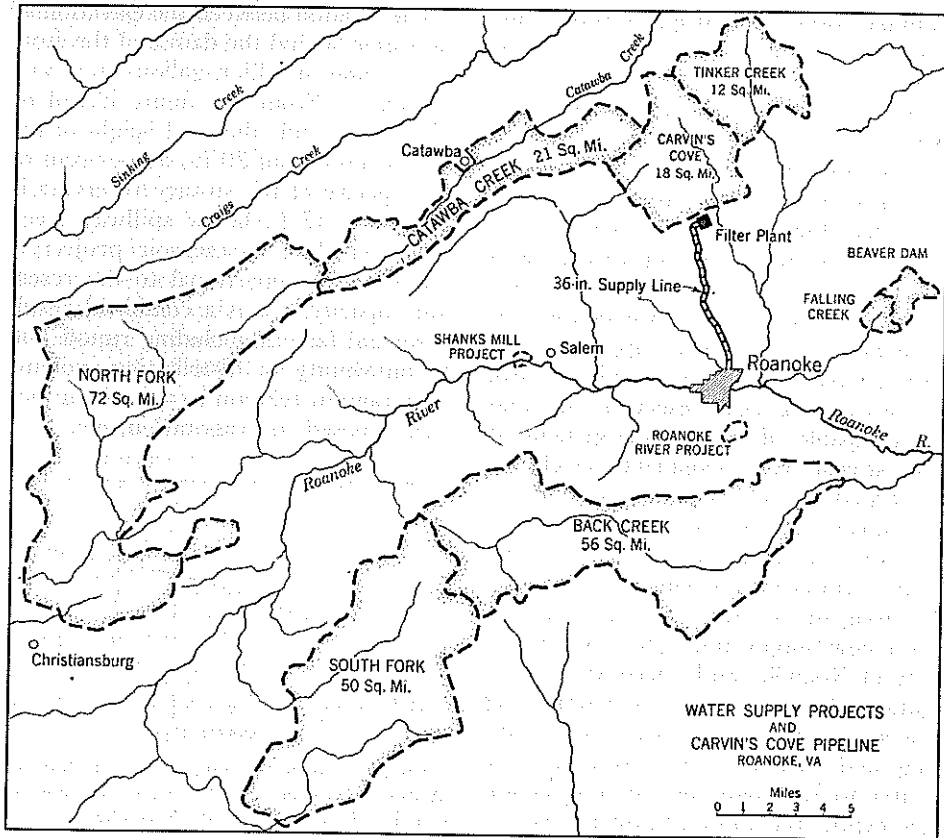 TINKER CREEK
12 Sq. Mi.
Catawba Creek
Sinking Creek
Craigs Creek
Catawba
CATAWBA CREEK 21 Sq. Mi.
CARVIN'S
COVE
18 Sq. Mi.
Filter Plant
36-in. Supply Line
BEAVER DAM
FALLING
CREEK
SHANKS MILL
PROJECT
Salem
Roanoke
NORTH FORK
72 Sq. Mi.
Roanoke River
Roanoke R.
ROANOKE
RIVER PROJECT
BACK CREEK
56 Sq. Mi.
Christiansburg
SOUTH FORK
50 Sq. Mi.
WATER SUPPLY PROJECTS
AND
CARVIN'S COVE PIPELINE
ROANOKE, VA
Miles
0 1 2 3 4 5